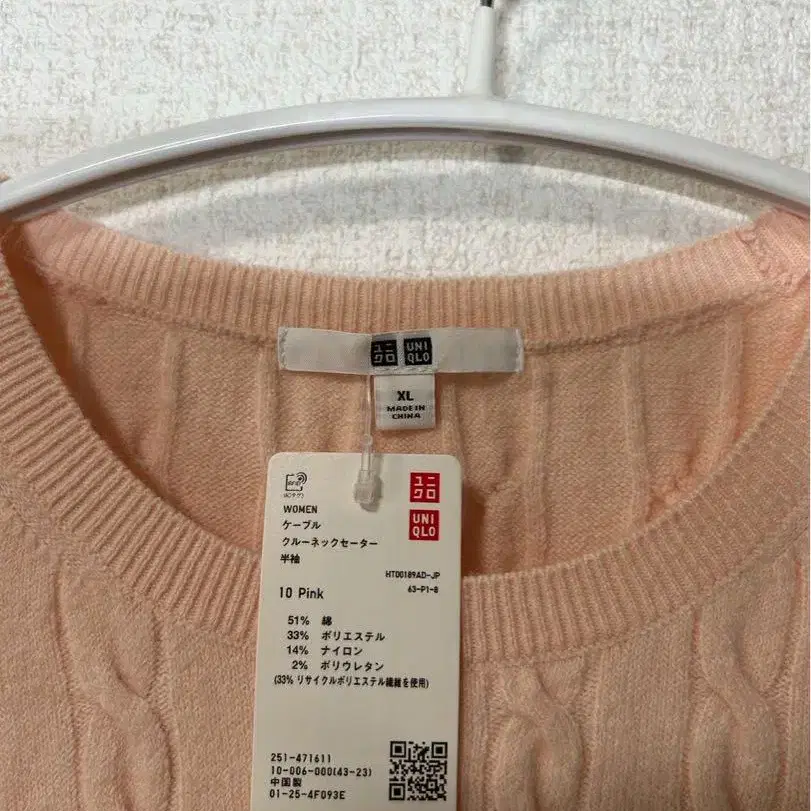 ユニ
クロ
UNI
QLO
XL
MADE IN
CHINA
ユニ
クロ
UNI
QLO
WOMEN
ケーブル
クルーネックセーター
半袖
HT00189AD-JP
63-P1-8
10 Pink
51% 綿
33% ポリエステル
14% ナイロン
2% ポリウレタン
(33% リサイクルポリエステル繊維を使用)
251-471611
10-006-000(43-23)
中国製
01-25-4F093E